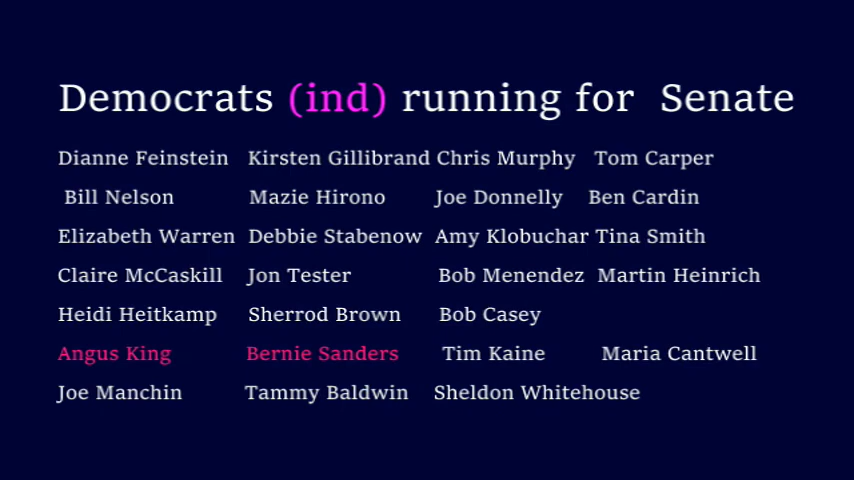 Democrats (ind) running for Senate
Dianne Feinstein Kirsten Gillibrand Chris Murphy Tom Carper
Bill Nelson Mazie Hirono Joe Donnelly Ben Cardin
Elizabeth Warren Debbie Stabenow Amy Klobuchar Tina Smith
Claire McCaskill Jon Tester Bob Menendez Martin Heinrich
Heidi Heitkamp Sherrod Brown Bob Casey
Angus King Bernie Sanders Tim Kaine Maria Cantwell
Joe Manchin Tammy Baldwin Sheldon Whitehouse